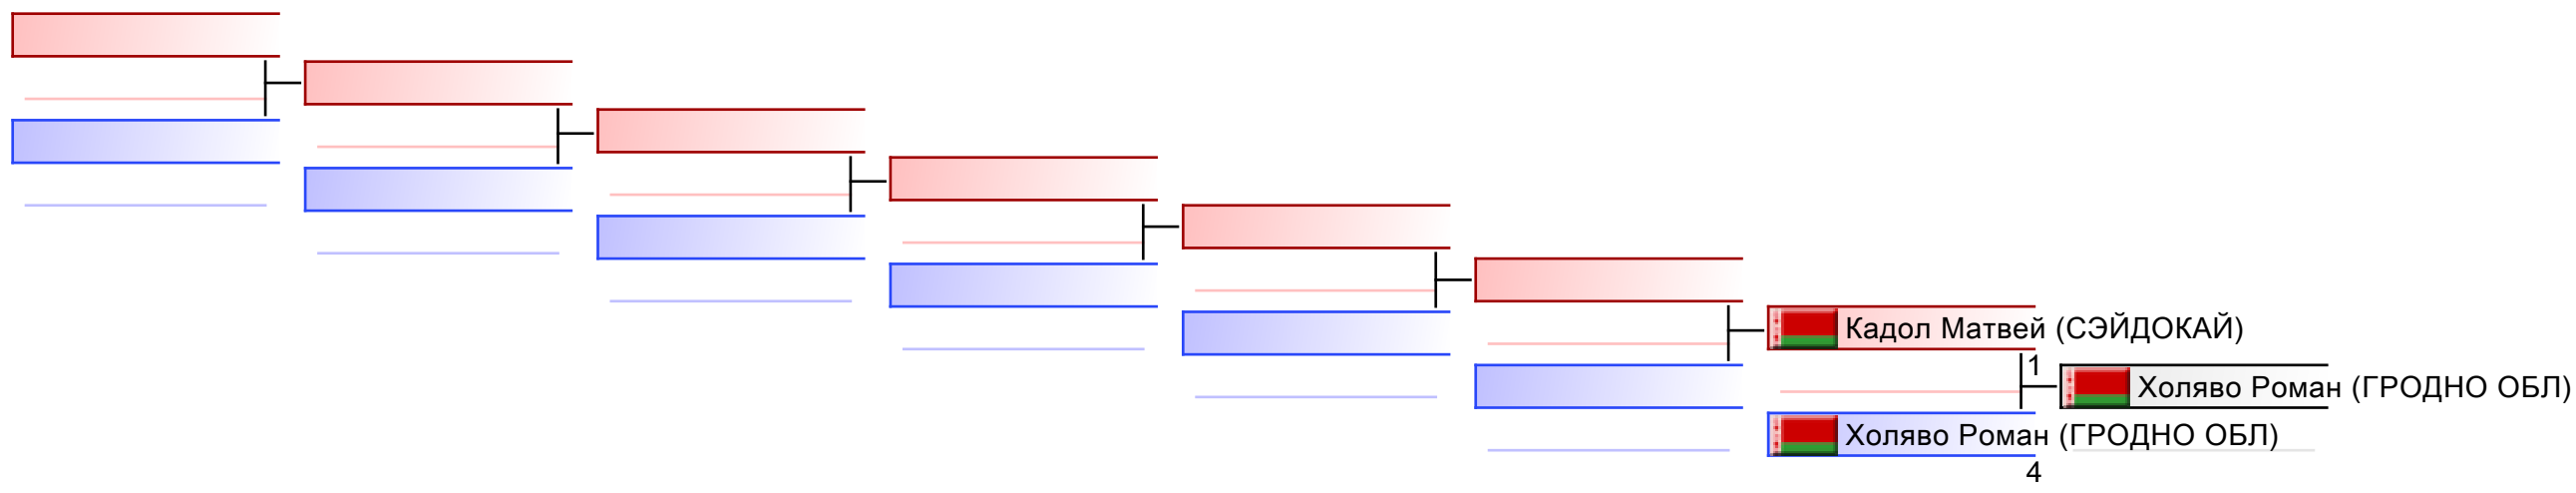 Кадол Матвей (СЭЙДОКАЙ)
1
Холяво Роман (ГРОДНО ОБЛ)
Холяво Роман (ГРОДНО ОБЛ)
4